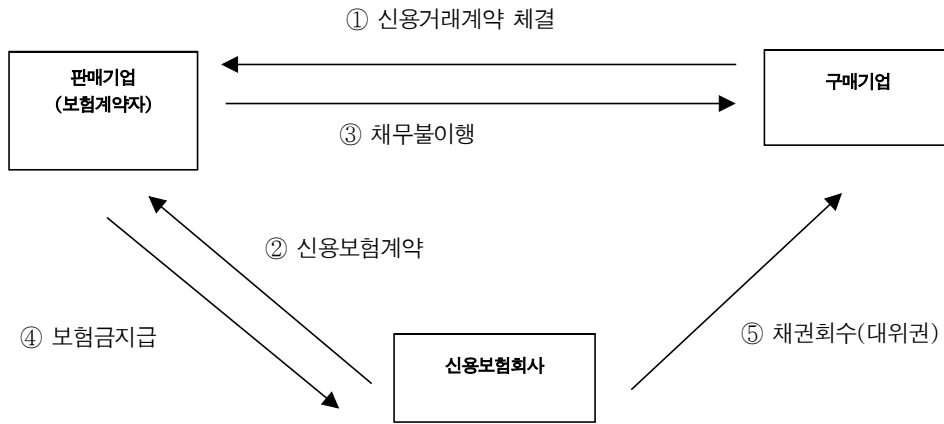 ① 신용거래계약 체결
판매기업
(보험계약자)
구매기업
③ 채무불이행
② 신용보험계약
④ 보험금지급
⑤ 채권회수(대위권)
신용보험회사